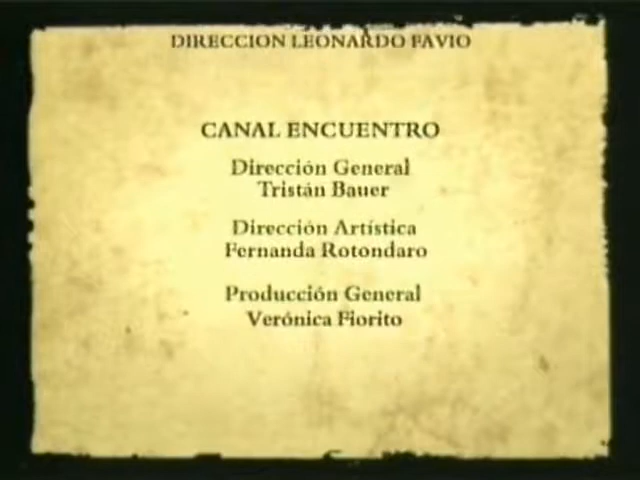 DIRECCION LEONARDO FAVIO
CANAL ENCUENTRO
Dirección General
Tristán Bauer
Dirección Artística
Fernanda Rotondaro
Producción General
Verónica Fiorito